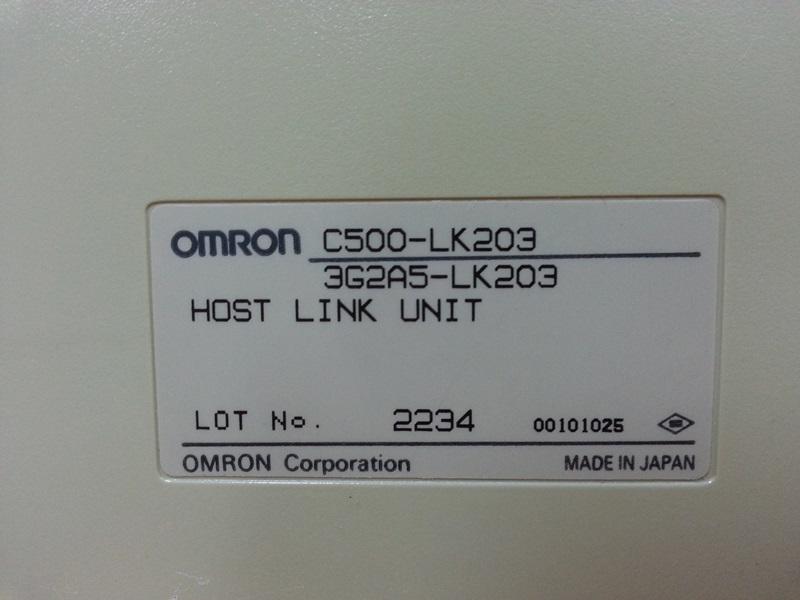 OMRON C500-LK203
3G2A5-LK203
HOST LINK UNIT
LOT No. 2234 00101025
OMRON Corporation MADE IN JAPAN